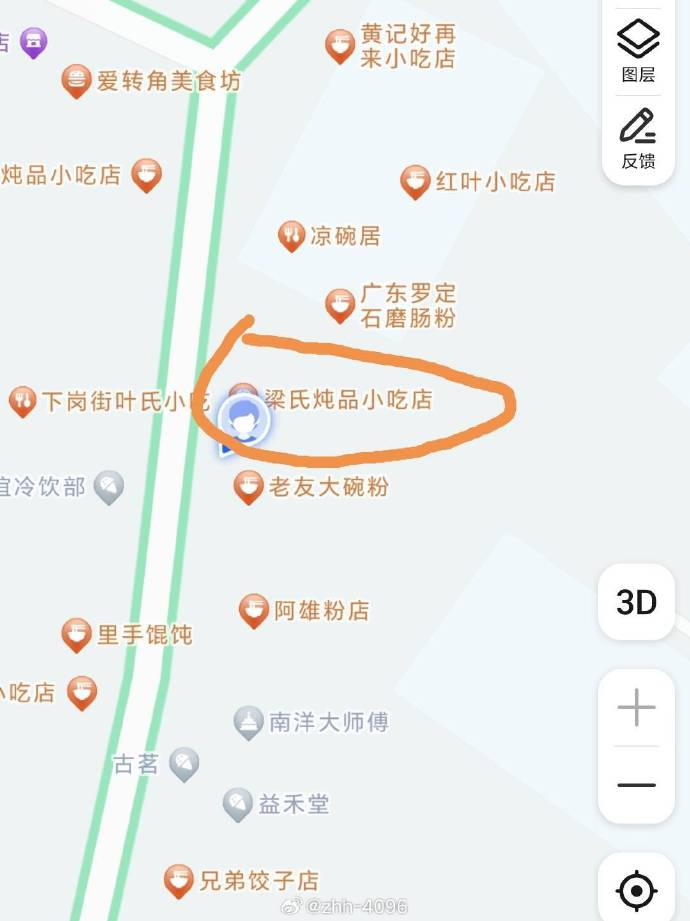 店
黄记好再
来小吃店
图层
爱转角美食坊
反馈
炖品小吃店
红叶小吃店
凉碗居
广东罗定
石磨肠粉
下岗街叶氏小吃
梁氏炖品小吃店
宜冷饮部
老友大碗粉
3D
阿雄粉店
里手馄饨
小吃店
南洋大师傅
古茗
益禾堂
兄弟饺子店
@zhh-4096